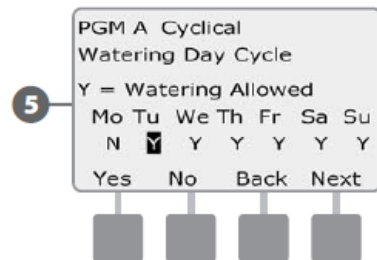 PGM A Cyclical
Watering Day Cycle
Y = Watering Allowed
5
Mo Tu We Th Fr Sa Su
N Y Y Y Y Y Y
Yes No Back Next